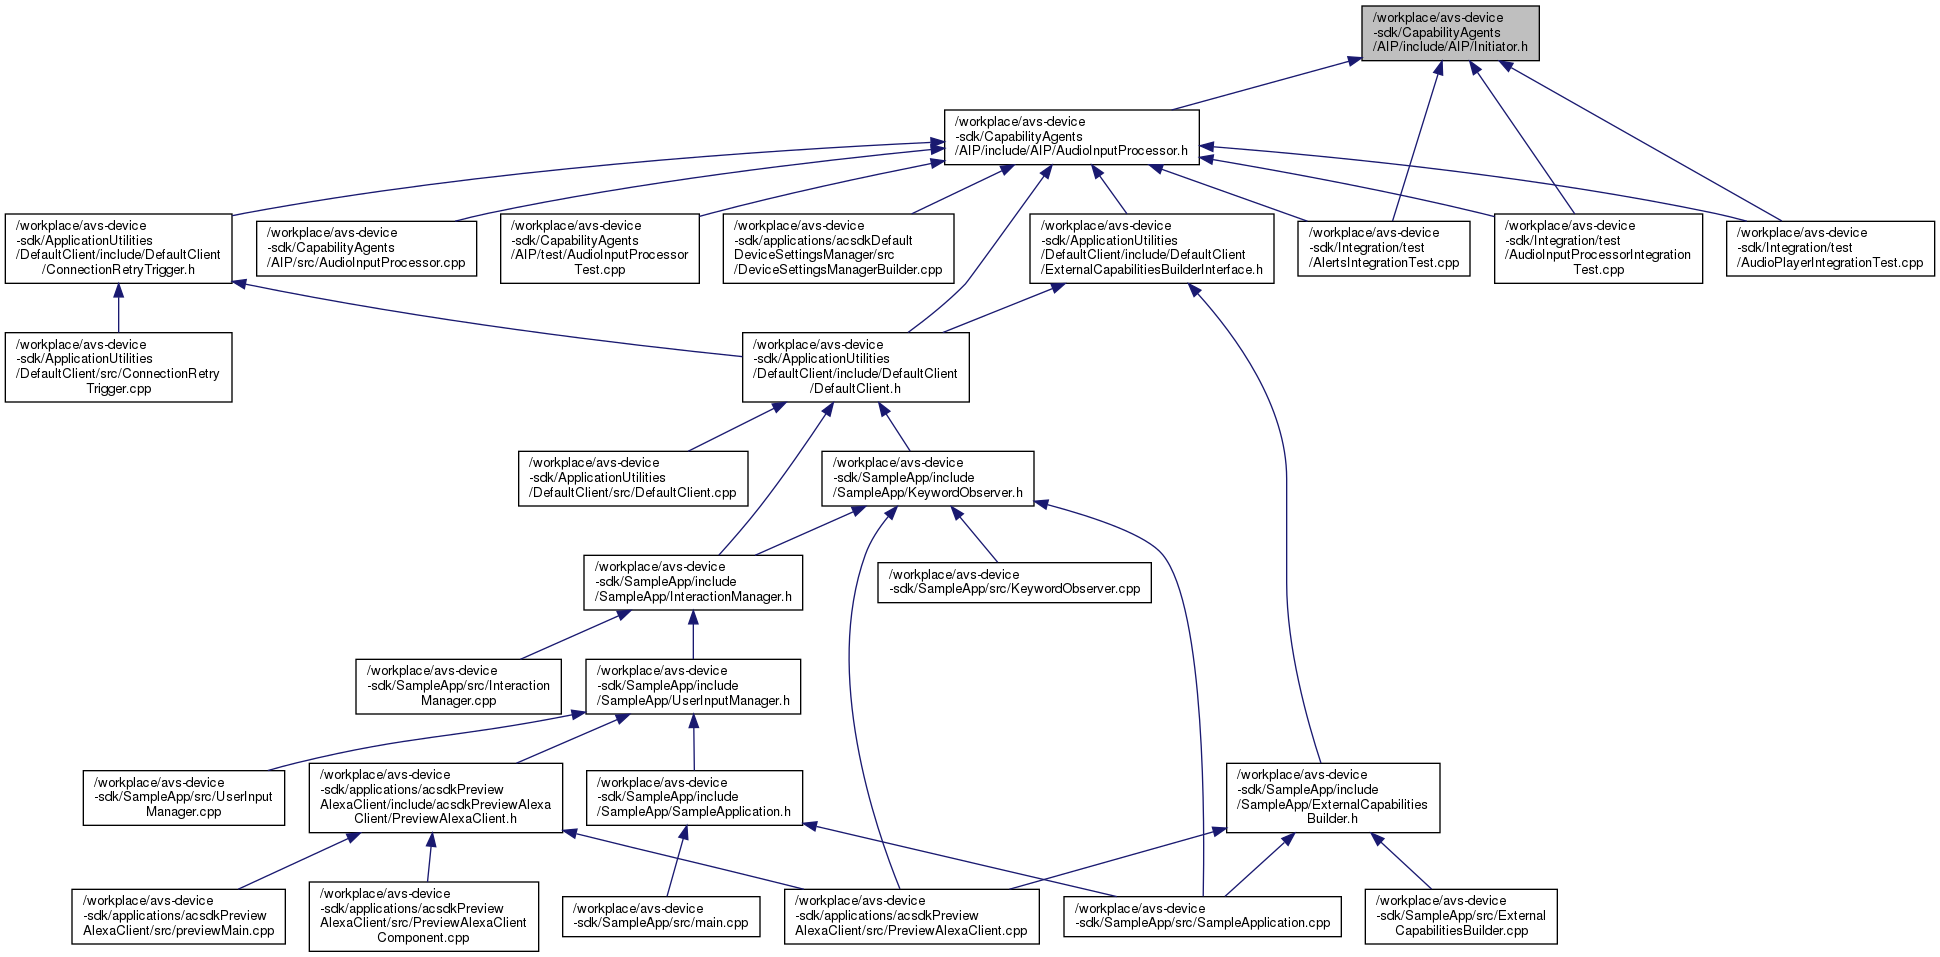 /workplace/avs-device
-sdk/CapabilityAgents
/AIP/include/AIP/Initiator.h
/workplace/avs-device
-sdk/CapabilityAgents
/AIP/include/AIP/AudioInputProcessor.h
/workplace/avs-device
-sdk/ApplicationUtilities
/DefaultClient/include/DefaultClient
/ConnectionRetryTrigger.h
/workplace/avs-device
-sdk/CapabilityAgents
/AIP/src/AudioInputProcessor.cpp
/workplace/avs-device
-sdk/CapabilityAgents
/AIP/test/AudioInputProcessor
Test.cpp
/workplace/avs-device
-sdk/applications/acsdkDefault
DeviceSettingsManager/src
/DeviceSettingsManagerBuilder.cpp
/workplace/avs-device
-sdk/ApplicationUtilities
/DefaultClient/include/DefaultClient
/ExternalCapabilitiesBuilderInterface.h
/workplace/avs-device
-sdk/Integration/test
/AlertsIntegrationTest.cpp
/workplace/avs-device
-sdk/Integration/test
/AudioInputProcessorIntegration
Test.cpp
/workplace/avs-device
-sdk/Integration/test
/AudioPlayerIntegrationTest.cpp
/workplace/avs-device
-sdk/ApplicationUtilities
/DefaultClient/src/ConnectionRetry
Trigger.cpp
/workplace/avs-device
-sdk/ApplicationUtilities
/DefaultClient/include/DefaultClient
/DefaultClient.h
/workplace/avs-device
-sdk/ApplicationUtilities
/DefaultClient/src/DefaultClient.cpp
/workplace/avs-device
-sdk/SampleApp/include
/SampleApp/KeywordObserver.h
/workplace/avs-device
-sdk/SampleApp/include
/SampleApp/InteractionManager.h
/workplace/avs-device
-sdk/SampleApp/src/KeywordObserver.cpp
/workplace/avs-device
-sdk/SampleApp/src/Interaction
Manager.cpp
/workplace/avs-device
-sdk/SampleApp/include
/SampleApp/UserInputManager.h
/workplace/avs-device
-sdk/SampleApp/src/UserInput
Manager.cpp
/workplace/avs-device
-sdk/applications/acsdkPreview
AlexaClient/include/acsdkPreviewAlexa
Client/PreviewAlexaClient.h
/workplace/avs-device
-sdk/SampleApp/include
/SampleApp/SampleApplication.h
/workplace/avs-device
-sdk/SampleApp/include
/SampleApp/ExternalCapabilities
Builder.h
/workplace/avs-device
-sdk/applications/acsdkPreview
AlexaClient/src/previewMain.cpp
/workplace/avs-device
-sdk/applications/acsdkPreview
AlexaClient/src/PreviewAlexaClient
Component.cpp
/workplace/avs-device
-sdk/SampleApp/src/main.cpp
/workplace/avs-device
-sdk/applications/acsdkPreview
AlexaClient/src/PreviewAlexaClient.cpp
/workplace/avs-device
-sdk/SampleApp/src/SampleApplication.cpp
/workplace/avs-device
-sdk/SampleApp/src/External
CapabilitiesBuilder.cpp